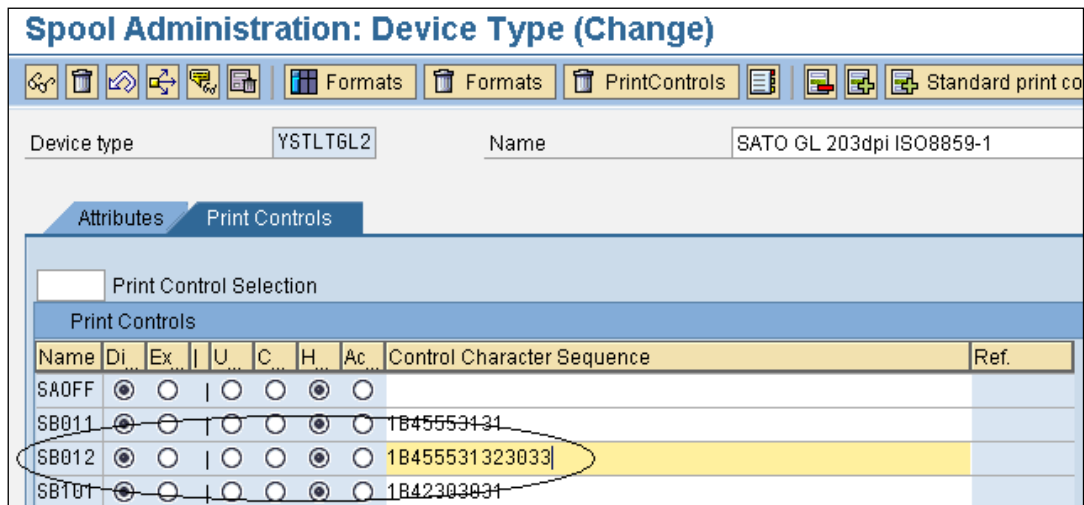 Spool Administration: Device Type (Change)
Formats Formats PrintControls Standard print co
Device type YSTLTGL2 Name SATO GL 203dpi ISO8859-1
Attributes Print Controls
Print Control Selection
Print Controls
Name Di... Ex... I U... C... H... Ac... Control Character Sequence Ref.
SAOFF
SB011 1B45553131
SB012 1B455531323033
SB101 1B42303031